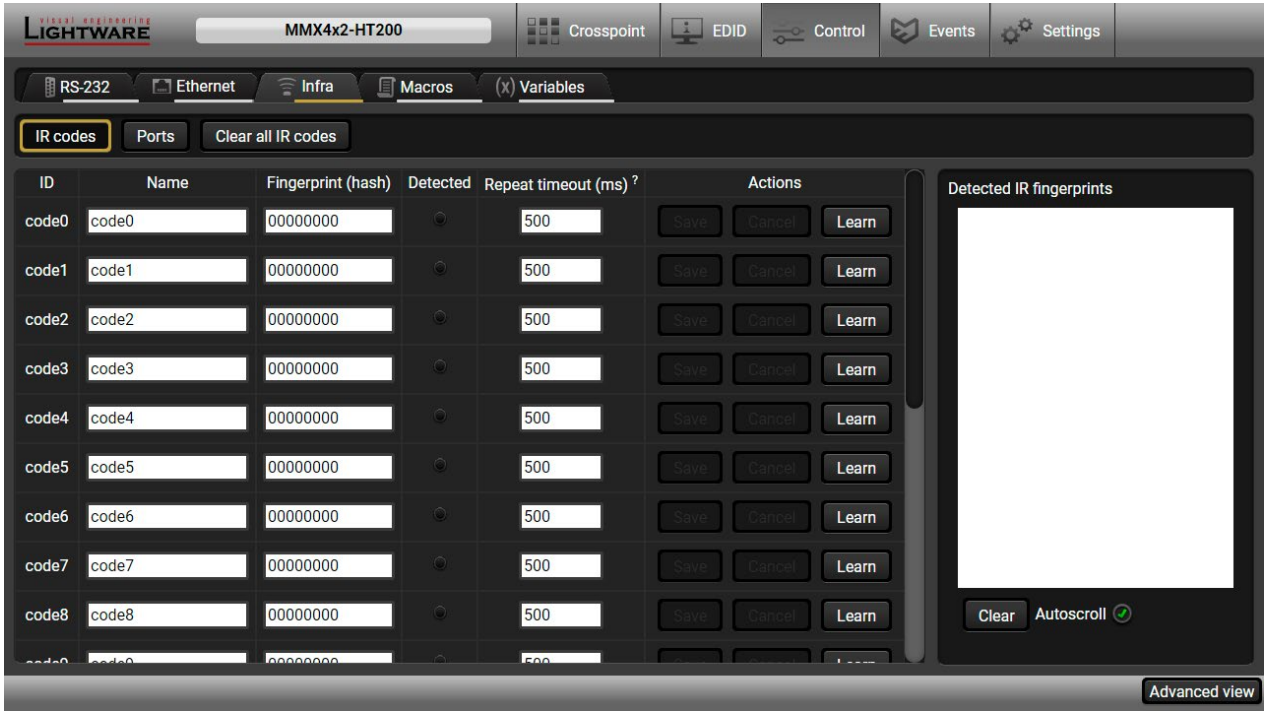 visual engineering
LIGHTWARE
MMX4x2-HT200
Crosspoint
EDID
Control
Events
Settings
RS-232
Ethernet
Infra
Macros
(x) Variables
IR codes
Ports
Clear all IR codes
ID Name Fingerprint (hash) Detected Repeat timeout (ms) ? Actions
code0 code0 00000000 500 Save Cancel Learn
code1 code1 00000000 500 Save Cancel Learn
code2 code2 00000000 500 Save Cancel Learn
code3 code3 00000000 500 Save Cancel Learn
code4 code4 00000000 500 Save Cancel Learn
code5 code5 00000000 500 Save Cancel Learn
code6 code6 00000000 500 Save Cancel Learn
code7 code7 00000000 500 Save Cancel Learn
code8 code8 00000000 500 Save Cancel Learn
Detected IR fingerprints
Clear
Autoscroll
Advanced view